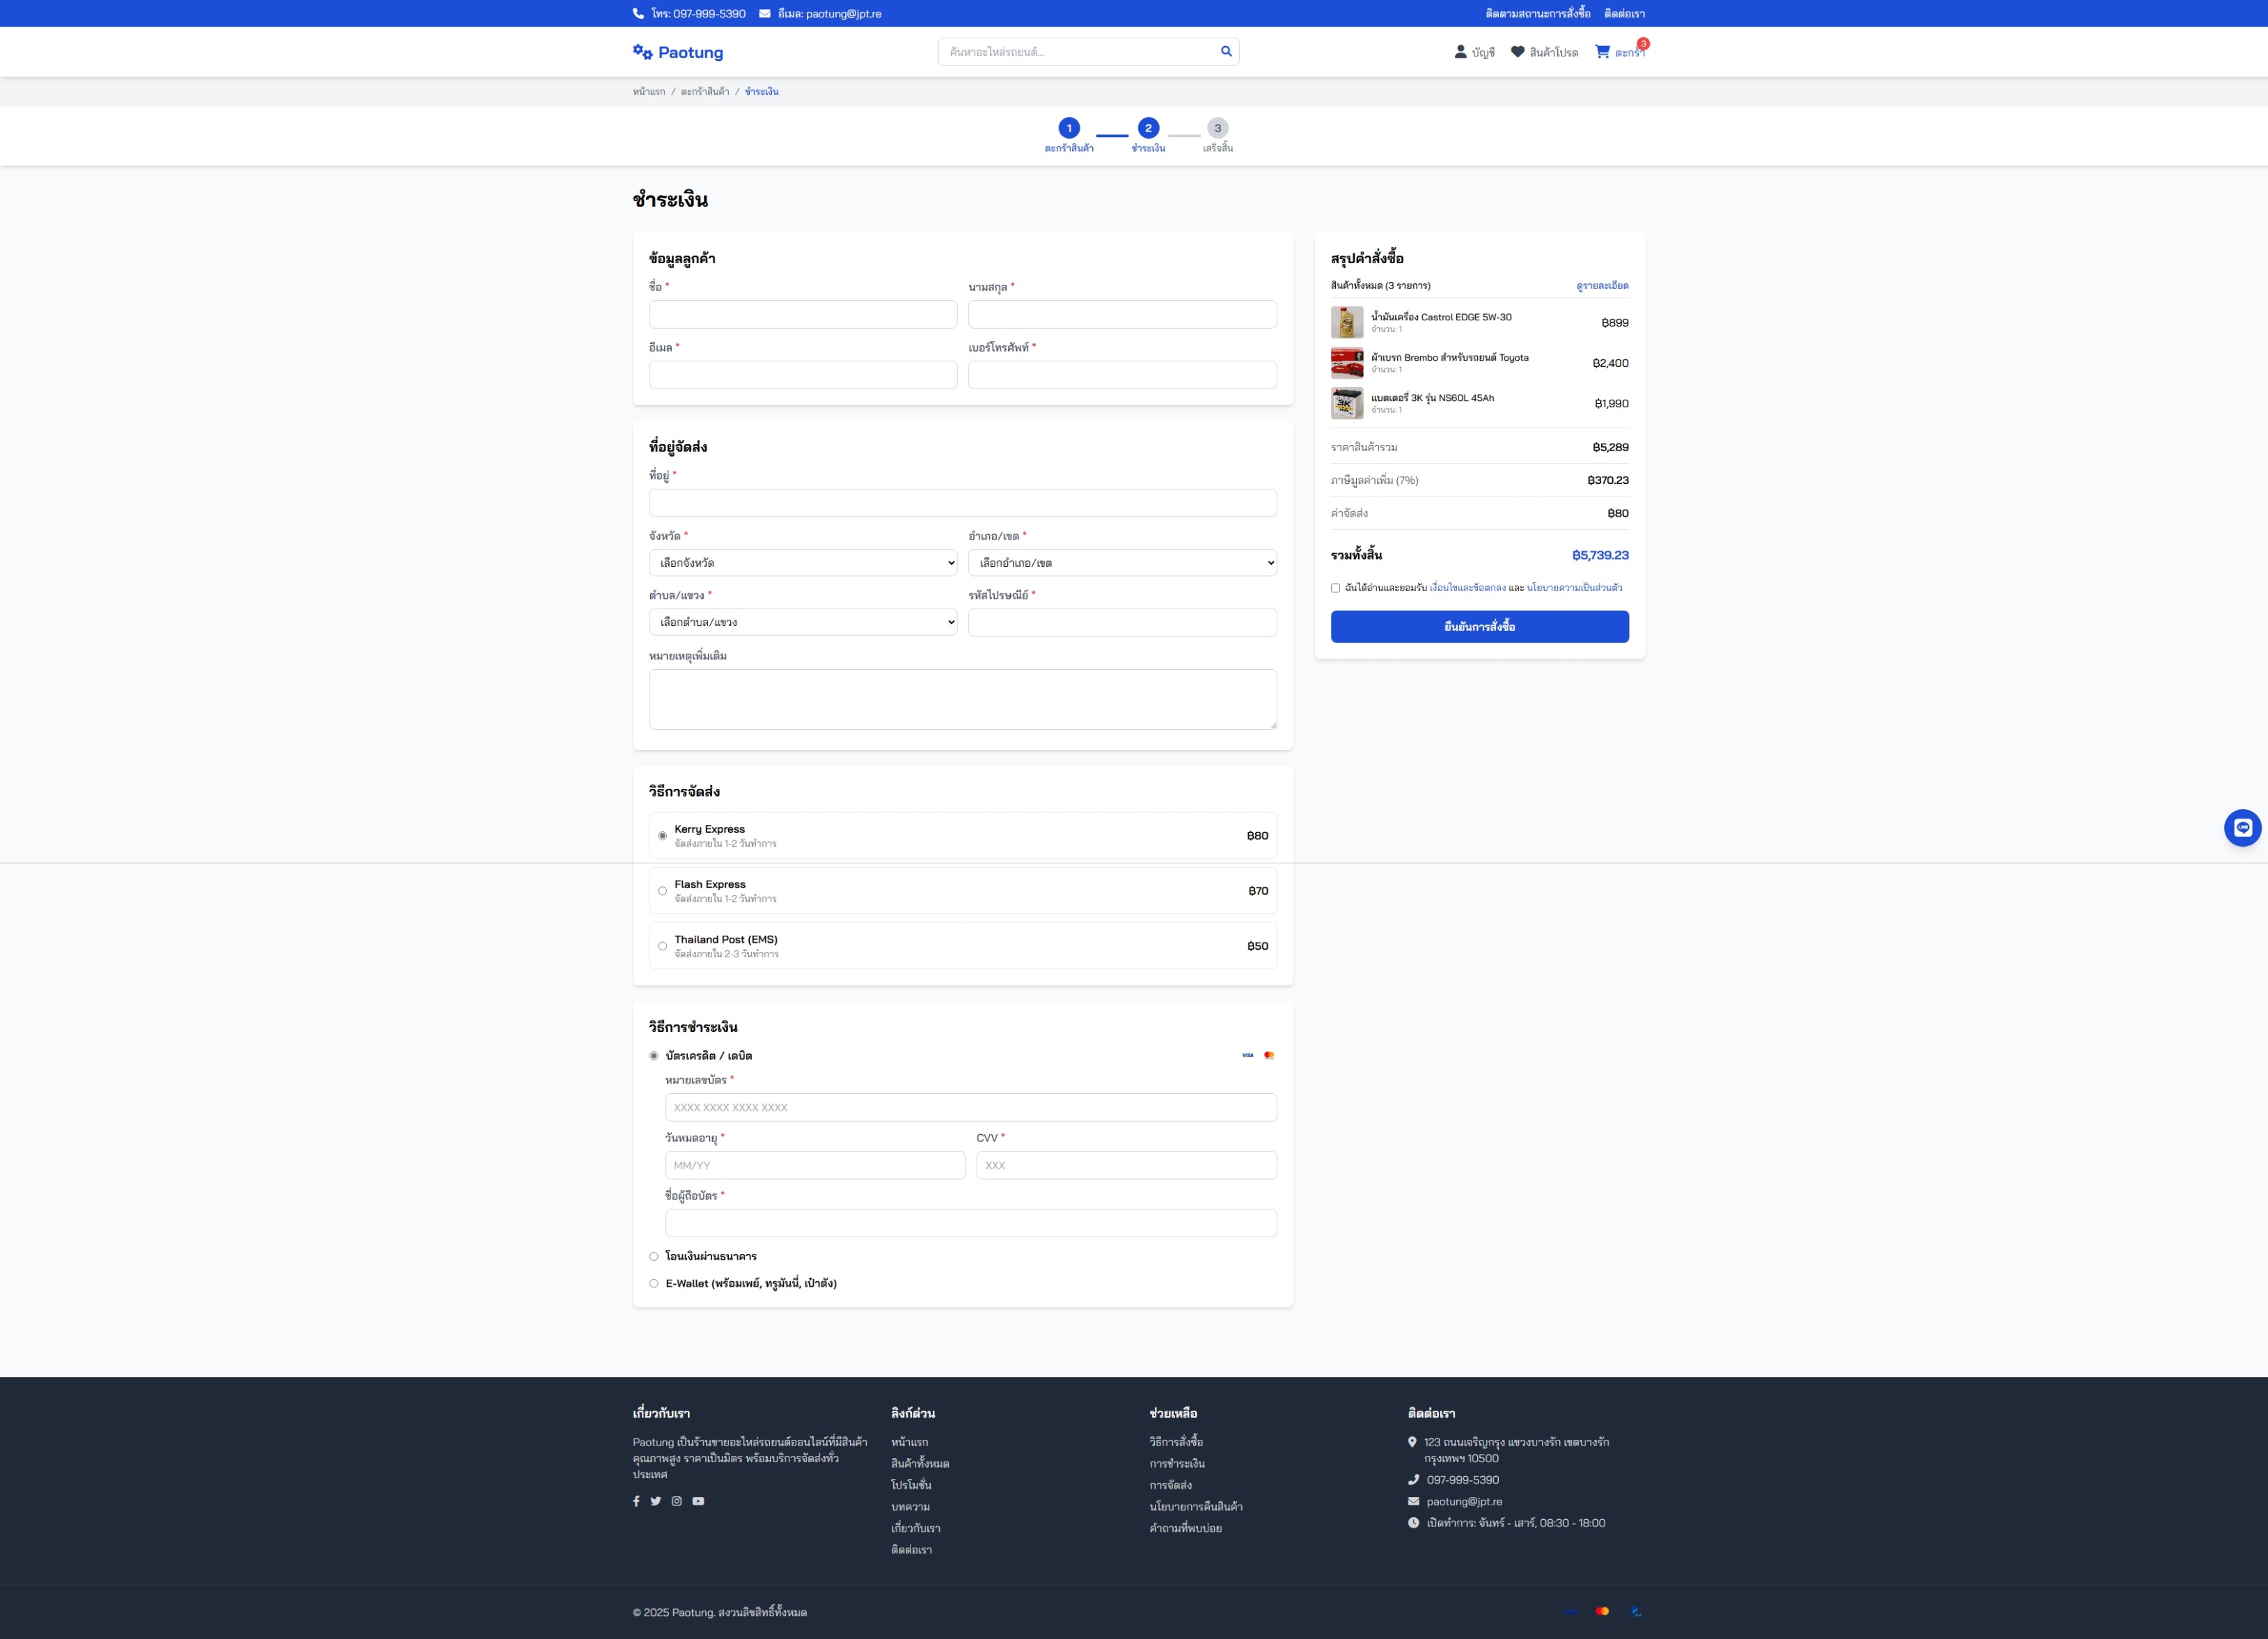 โทร: 097-999-5390 อีเมล: paotung@jpt.re ติดตามสถานะการสั่งซื้อ ติดต่อเรา
Paotung ค้นหาอะไหล่รถยนต์... บัญชี สินค้าโปรด ตะกร้า 3
หน้าแรก / ตะกร้าสินค้า / ชำระเงิน
1 2 3
ตะกร้าสินค้า ชำระเงิน เสร็จสิ้น
ชำระเงิน
ข้อมูลลูกค้า
ชื่อ * นามสกุล *
อีเมล * เบอร์โทรศัพท์ *
ที่อยู่จัดส่ง
ที่อยู่ *
จังหวัด * อำเภอ/เขต *
เลือกจังหวัด เลือกอำเภอ/เขต
ตำบล/แขวง * รหัสไปรษณีย์ *
เลือกตำบล/แขวง
หมายเหตุเพิ่มเติม
วิธีการจัดส่ง
Kerry Express
จัดส่งภายใน 1-2 วันทำการ
฿80
Flash Express
จัดส่งภายใน 1-2 วันทำการ
฿70
Thailand Post (EMS)
จัดส่งภายใน 2-3 วันทำการ
฿50
วิธีการชำระเงิน
บัตรเครดิต / เดบิต VISA
หมายเลขบัตร *
XXXX XXXX XXXX XXXX
วันหมดอายุ * CVV *
MM/YY XXX
ชื่อผู้ถือบัตร *
โอนเงินผ่านธนาคาร
E-Wallet (พร้อมเพย์, ทรูมันนี่, เป๋าตัง)
สรุปคำสั่งซื้อ
สินค้าทั้งหมด (3 รายการ) ดูรายละเอียด
น้ำมันเครื่อง Castrol EDGE 5W-30
จำนวน: 1
฿899
ผ้าเบรก Brembo สำหรับรถยนต์ Toyota
จำนวน: 1
฿2,400
3K
แบตเตอรี่ 3K รุ่น NS60L 45Ah
จำนวน: 1
฿1,990
ราคาสินค้ารวม ฿5,289
ภาษีมูลค่าเพิ่ม (7%) ฿370.23
ค่าจัดส่ง ฿80
รวมทั้งสิ้น ฿5,739.23
ฉันได้อ่านและยอมรับ เงื่อนไขและข้อตกลง และ นโยบายความเป็นส่วนตัว
ยืนยันการสั่งซื้อ
LINE
เกี่ยวกับเรา
Paotung เป็นร้านขายอะไหล่รถยนต์ออนไลน์ที่มีสินค้า
คุณภาพสูง ราคาเป็นมิตร พร้อมบริการจัดส่งทั่ว
ประเทศ
ลิงก์ด่วน
หน้าแรก
สินค้าทั้งหมด
โปรโมชั่น
บทความ
เกี่ยวกับเรา
ติดต่อเรา
ช่วยเหลือ
วิธีการสั่งซื้อ
การชำระเงิน
การจัดส่ง
นโยบายการคืนสินค้า
คำถามที่พบบ่อย
ติดต่อเรา
123 ถนนเจริญกรุง แขวงบางรัก เขตบางรัก
กรุงเทพฯ 10500
097-999-5390
paotung@jpt.re
เปิดทำการ: จันทร์ - เสาร์, 08:30 - 18:00
© 2025 Paotung. สงวนลิขสิทธิ์ทั้งหมด